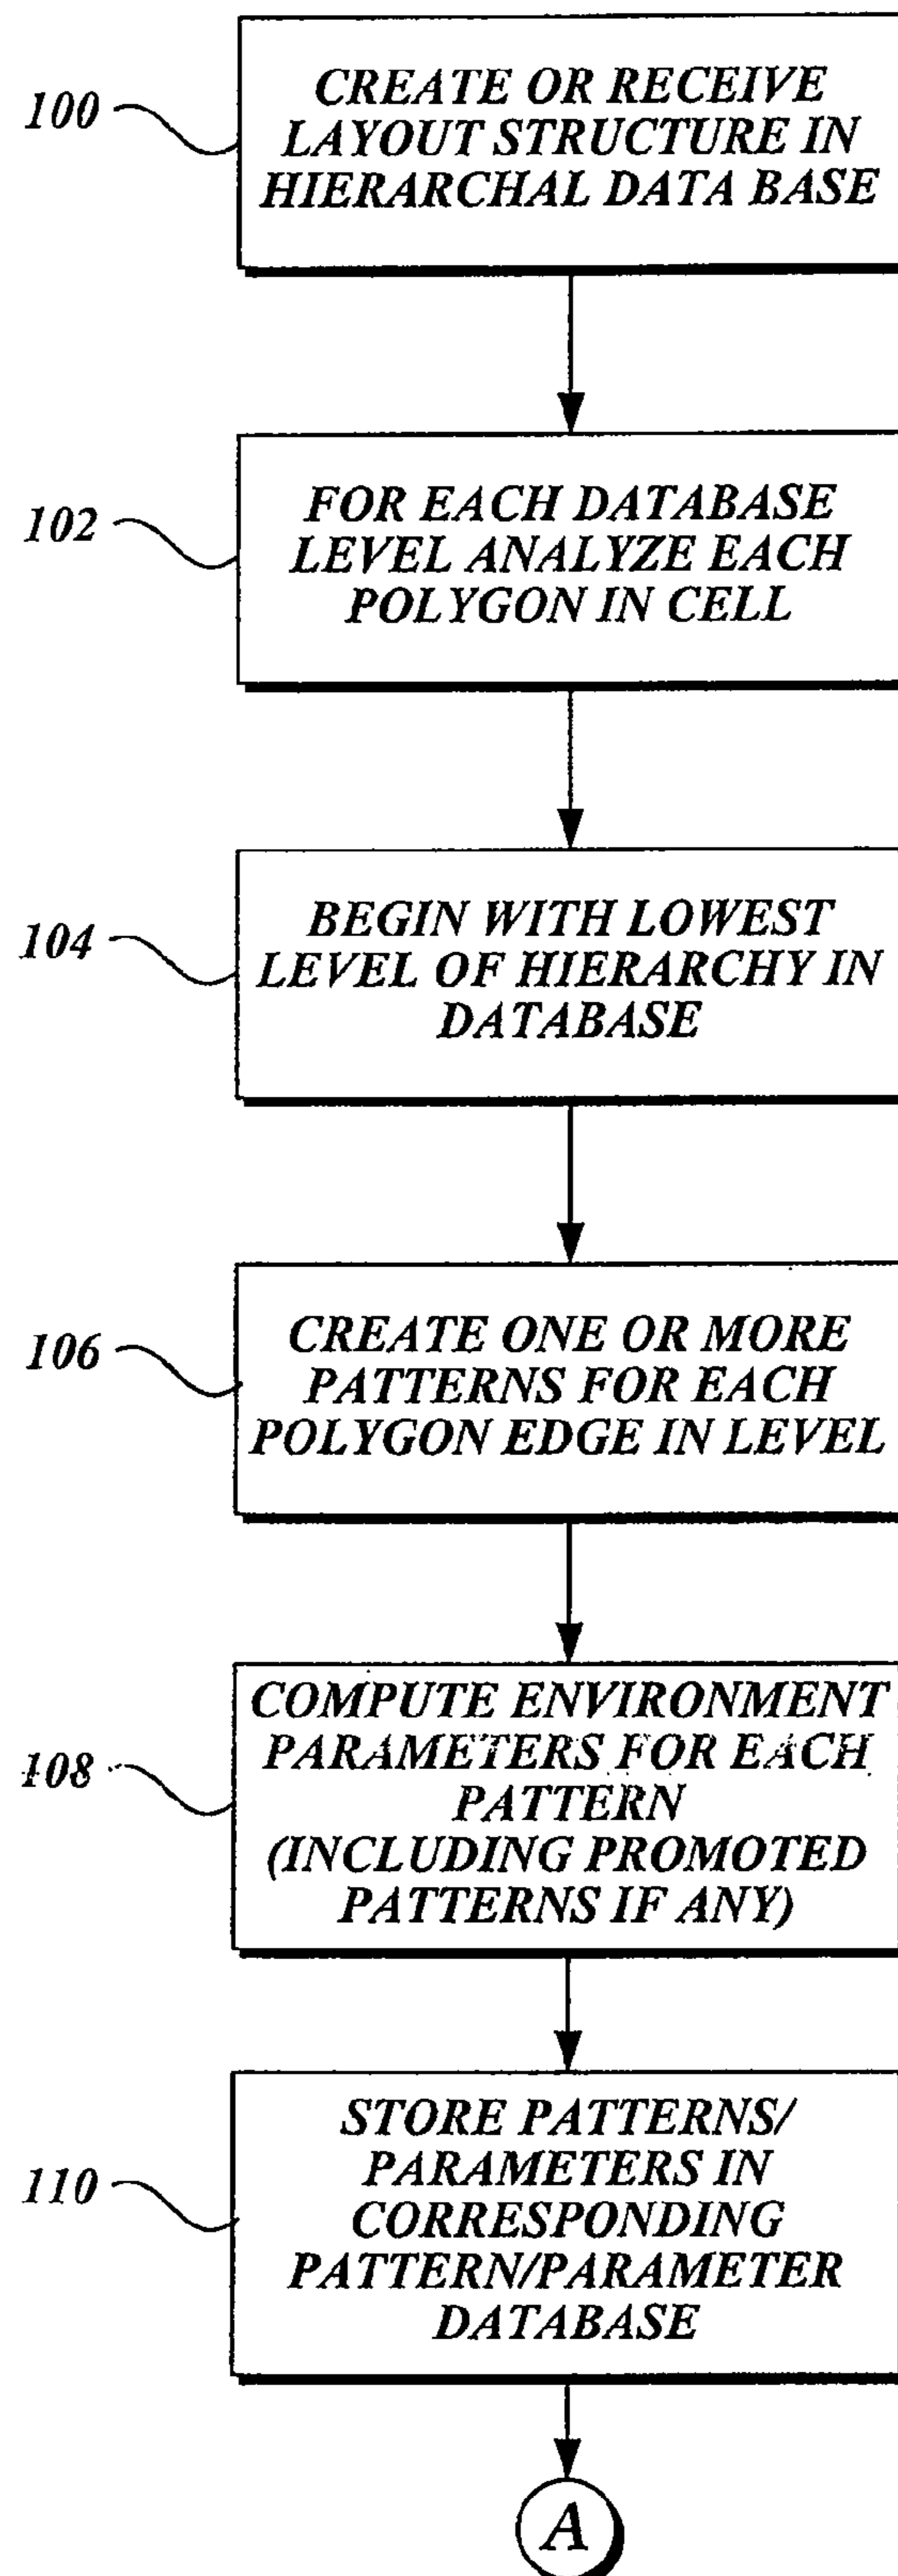 100
CREATE OR RECEIVE
LAYOUT STRUCTURE IN
HIERARCHAL DATA BASE
102
FOR EACH DATABASE
LEVEL ANALYZE EACH
POLYGON IN CELL
104
BEGIN WITH LOWEST
LEVEL OF HIERARCHY IN
DATABASE
106
CREATE ONE OR MORE
PATTERNS FOR EACH
POLYGON EDGE IN LEVEL
108
COMPUTE ENVIRONMENT
PARAMETERS FOR EACH
PATTERN
(INCLUDING PROMOTED
PATTERNS IF ANY)
110
STORE PATTERNS/
PARAMETERS IN
CORRESPONDING
PATTERN/PARAMETER
DATABASE
A